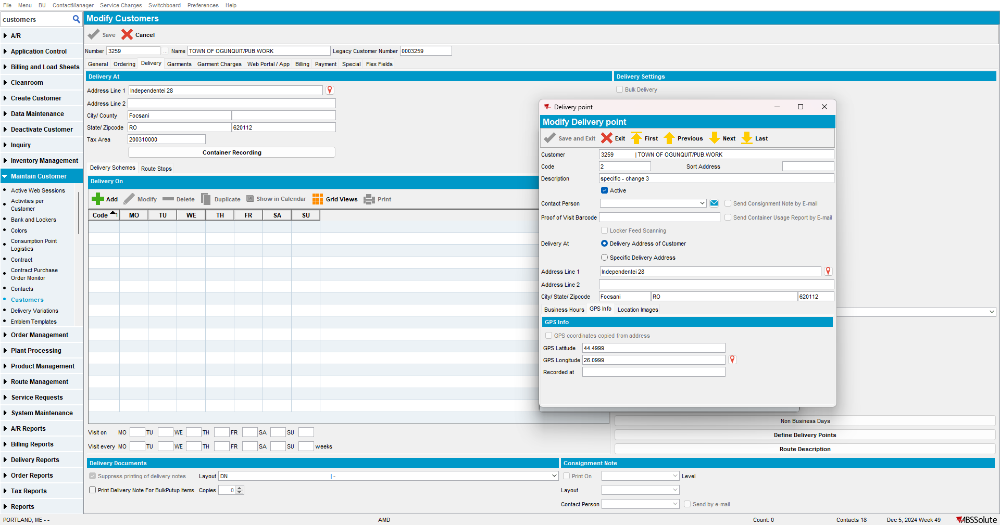 File Menu BU ContactManager Service Charges Switchboard Preferences Help
customers
Modify Customers
Save Cancel
Number 3259 ... Name TOWN OF OGUNQUIT/PUB.WORK Legacy Customer Number 0003259
General Ordering Delivery Garments Garment Charges Web Portal / App Billing Payment Special Flex Fields
A/R
Application Control
Billing and Load Sheets
Cleanroom
Create Customer
Data Maintenance
Deactivate Customer
Inquiry
Inventory Management
Maintain Customer
Active Web Sessions
Activities per
Customer
Bank and Lockers
Colors
Consumption Point
Logistics
Contract
Contract Purchase
Order Monitor
Contacts
Customers
Delivery Variations
Emblem Templates
Order Management
Plant Processing
Product Management
Route Management
Service Requests
System Maintenance
A/R Reports
Billing Reports
Delivery Reports
Order Reports
Tax Reports
Reports
Delivery At
Address Line 1 Independentei 28
Address Line 2
City/ County Focsani
State/ Zipcode RO 620112
Tax Area 200310000
Container Recording
Delivery Schemes Route Stops
Delivery On
Add Modify Delete Duplicate 16 Show in Calendar Grid Views Print
Code 1 MO TU WE TH FR SA SU
Visit on MO TU WE TH FR SA SU
Visit every MO TU WE TH FR SA SU weeks
Delivery Settings
Bulk Delivery
Delivery point
Modify Delivery point
Save and Exit Exit First Previous Next Last
Customer 3259 | TOWN OF OGUNQUIT/PUB.WORK
Code 2 Sort Address
Description specific - change 3
Active
Contact Person Send Consignment Note by E-mail
Proof of Visit Barcode Send Container Usage Report by E-mail
Locker Feed Scanning
Delivery At Delivery Address of Customer
Specific Delivery Address
Address Line 1 Independentei 28
Address Line 2
City/ State/ Zipcode Focsani RO 620112
Business Hours GPS Info Location Images
GPS Info
GPS coordinates copied from address
GPS Latitude 44.4999
GPS Longitude 26.0999
Recorded at
Non Business Days
Define Delivery Points
Route Description
Delivery Documents
Suppress printing of delivery notes Layout DN | -
Print Delivery Note For BulkPutup Items Copies 0
Consignment Note
Print On Level
Layout
Contact Person Send by e-mail
PORTLAND, ME - - AMD Count: 0 Contacts 18 Dec 5, 2024 Week 49 ABSSolute